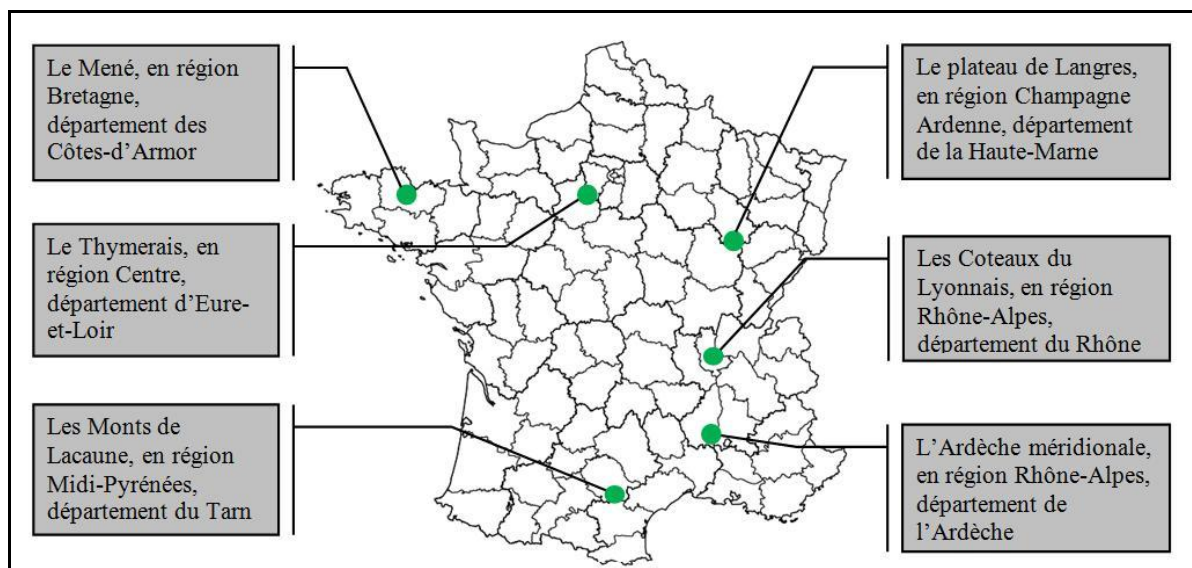 Le Mené, en région
Bretagne,
département des
Côtes-d’Armor
Le Thymerais, en
région Centre,
département d’Eure-
et-Loir
Les Monts de
Lacaune, en région
Midi-Pyrénées,
département du Tarn
Le plateau de Langres,
en région Champagne
Ardenne, département
de la Haute-Marne
Les Coteaux du
Lyonnais, en région
Rhône-Alpes,
département du Rhône
L’Ardèche méridionale,
en région Rhône-Alpes,
département de
l’Ardèche